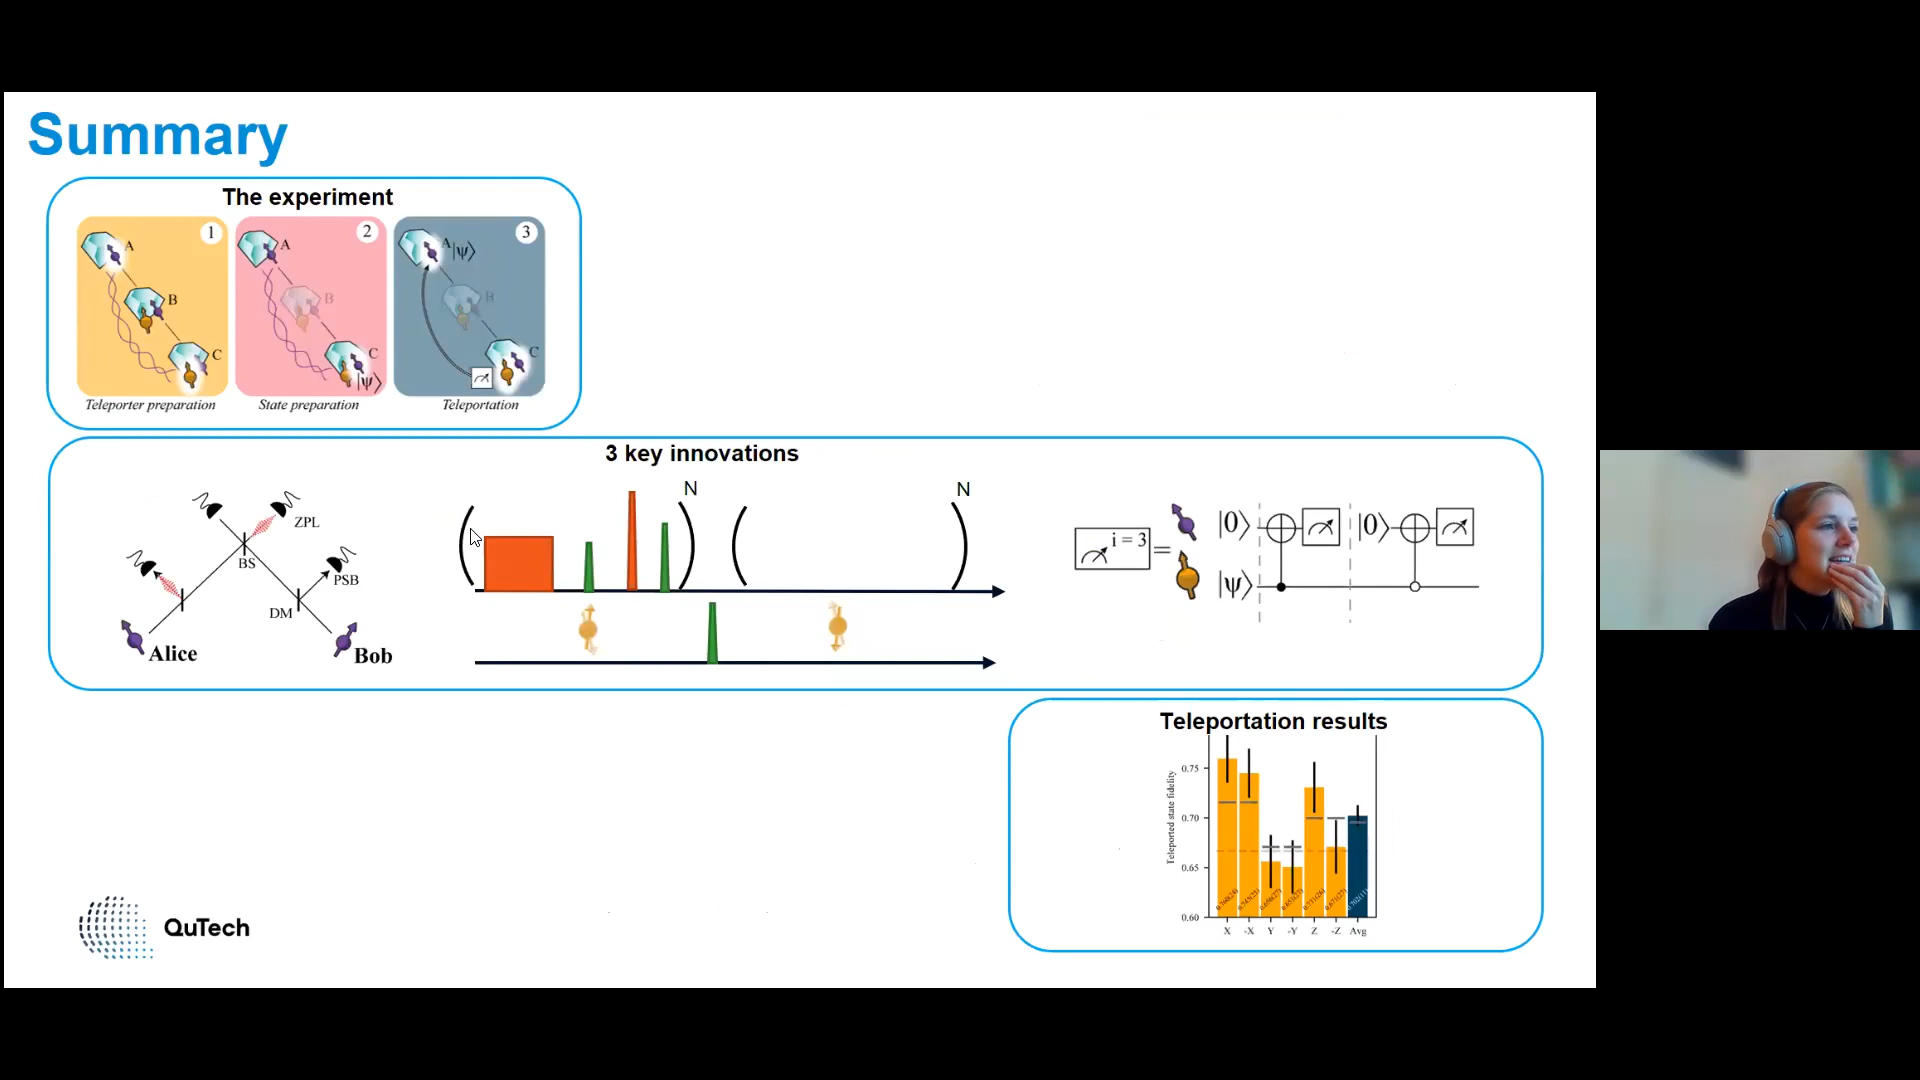 Summary
The experiment
1
2
3
A
B
C
A
B
C
|ψ⟩
A
|ψ⟩
B
C
Teleporter preparation
State preparation
Teleportation
3 key innovations
ZPL
BS
PSB
DM
Alice
Bob
N
N
i = 3
=
|0⟩
|0⟩
|ψ⟩
Teleportation results
Teleported state fidelity
0.75
0.70
0.65
0.60
X -X Y -Y Z -Z Avg
QuTech